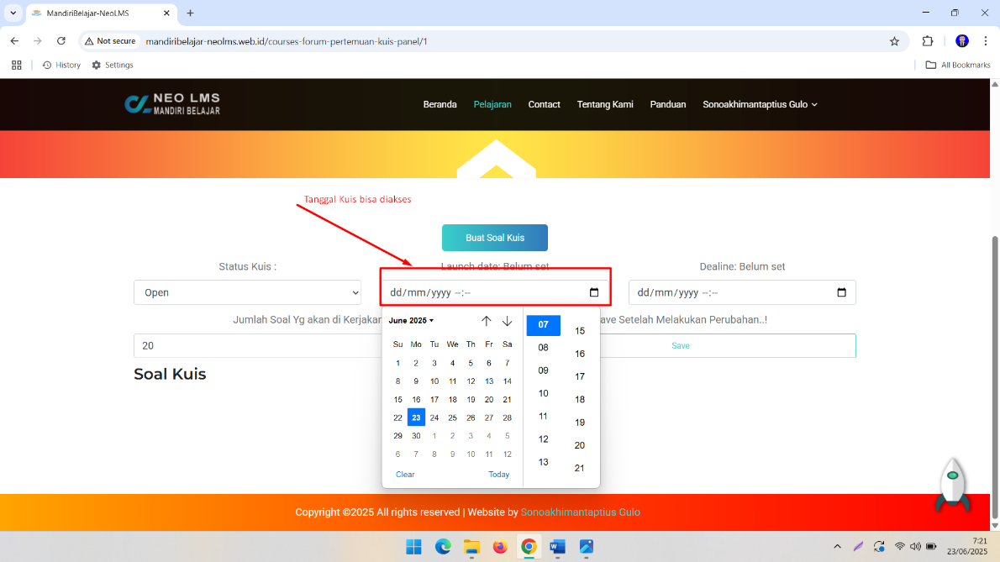 MandiriBelajar-NeoLMS
Not secure
mandiribelajar-neolms.web.id/courses-forum-pertemuan-kuis-panel/1
History
Settings
All Bookmarks
NEO LMS
MANDIRI BELAJAR
Beranda
Pelajaran
Contact
Tentang Kami
Panduan
Sonoakhimantaptius Gulo
Tanggal Kuis bisa diakses
Buat Soal Kuis
Status Kuis :
Launch date: Belum set
Dealine: Belum set
Open
dd/mm/yyyy --:--
dd/mm/yyyy --:--
Jumlah Soal Yg akan di Kerjakan
ave Setelah Melakukan Perubahan..!
20
Save
Soal Kuis
June 2025
Su Mo Tu We Th Fr Sa
1 2 3 4 5 6 7
8 9 10 11 12 13 14
15 16 17 18 19 20 21
22 23 24 25 26 27 28
29 30 1 2 3 4 5
6 7 8 9 10 11 12
Clear
Today
07
08
09
10
11
12
13
15
16
17
18
19
20
21
Copyright ©2025 All rights reserved | Website by Sonoakhimantaptius Gulo
7:21
23/06/2025